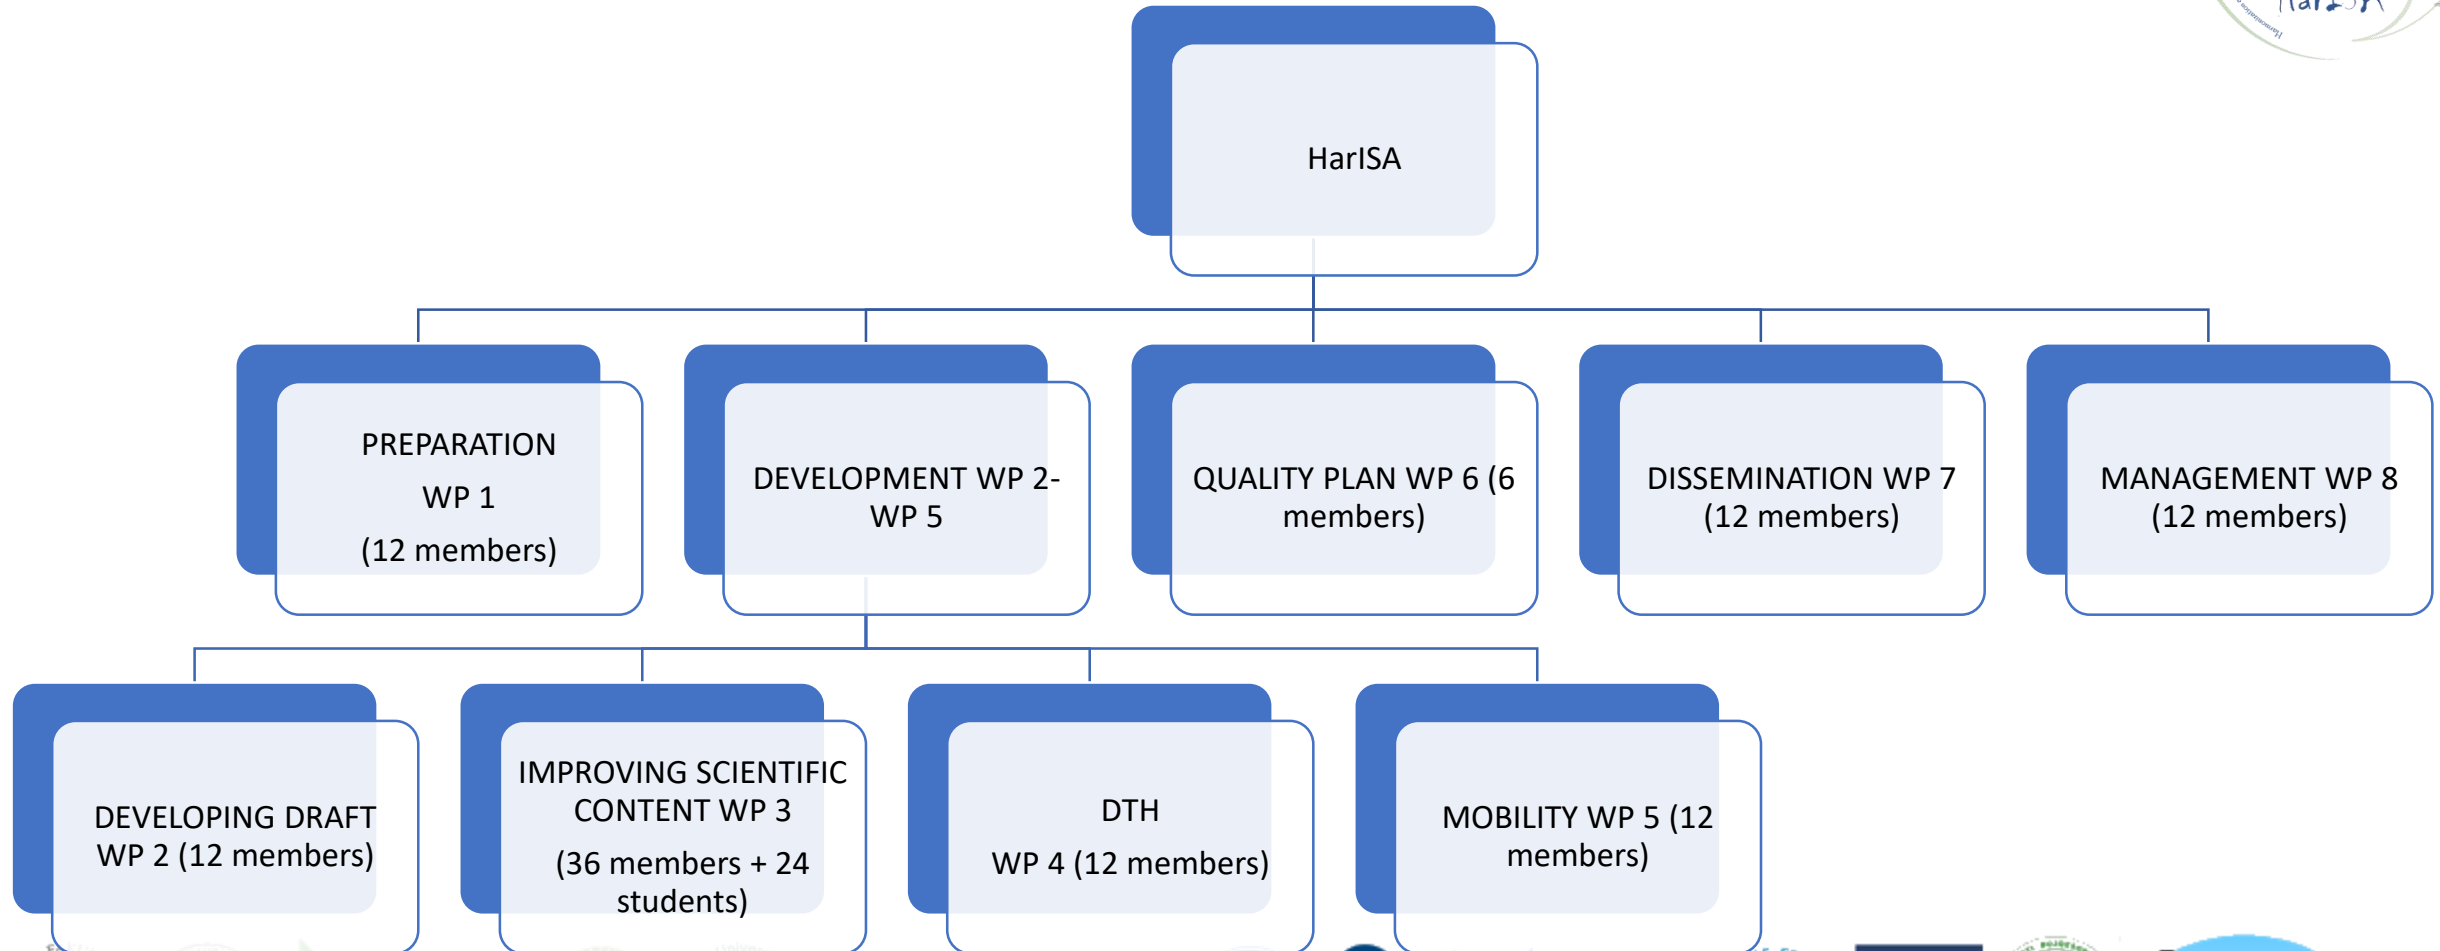 HarISA
HarISA
PREPARATION
WP 1
(12 members)
DEVELOPMENT WP 2-
WP 5
QUALITY PLAN WP 6 (6
members)
DISSEMINATION WP 7
(12 members)
MANAGEMENT WP 8
(12 members)
DEVELOPING DRAFT
WP 2 (12 members)
IMPROVING SCIENTIFIC
CONTENT WP 3
(36 members + 24
students)
DTH
WP 4 (12 members)
MOBILITY WP 5 (12
members)